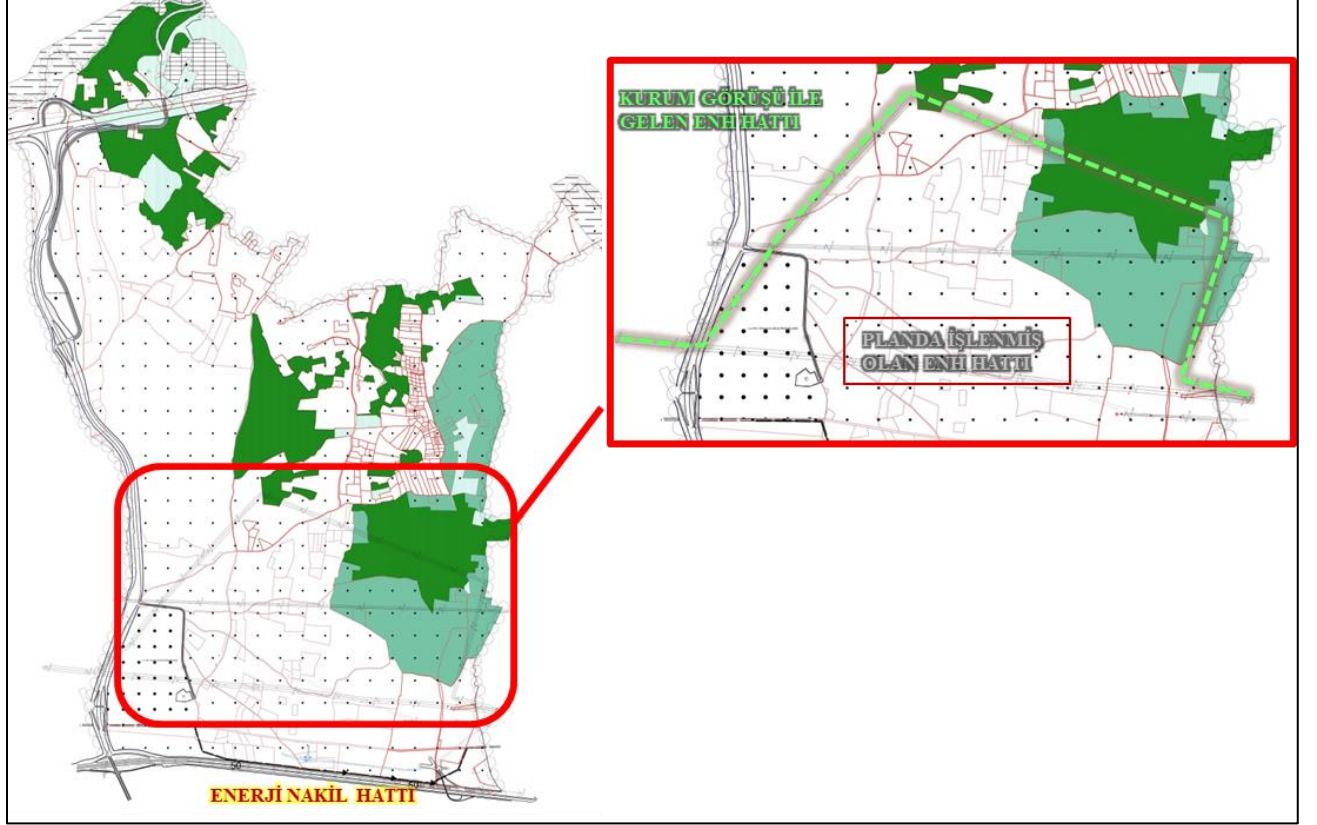 KURUM GÖRÜŞÜ İLE
GELEN ENH HATTI
PLANDA İŞLENMİŞ
OLAN ENH HATTI
ENERJİ NAKİL HATTI